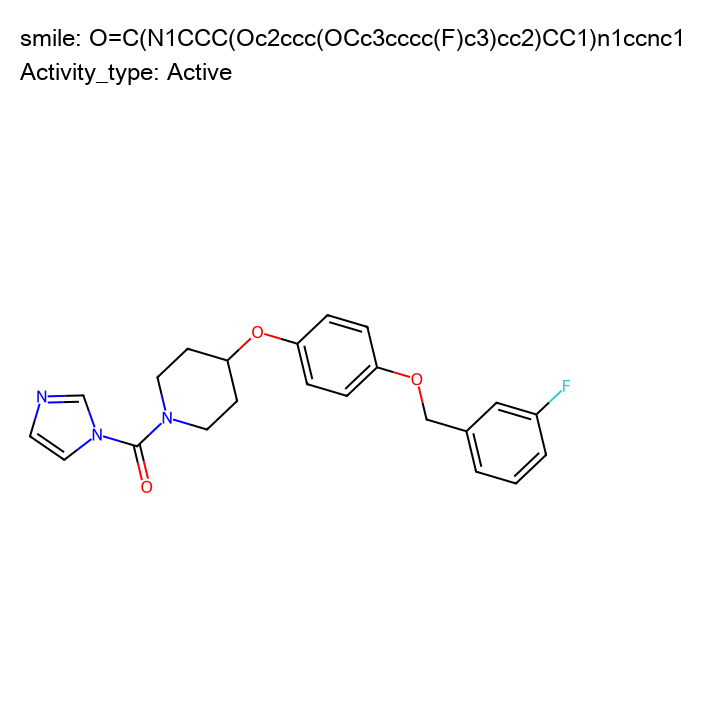 smile: O=C(N1CCC(Oc2ccc(OCc3cccc(F)c3)cc2)CC1)n1ccnc1
Activity_type: Active
O
F
O
N
N
N
O